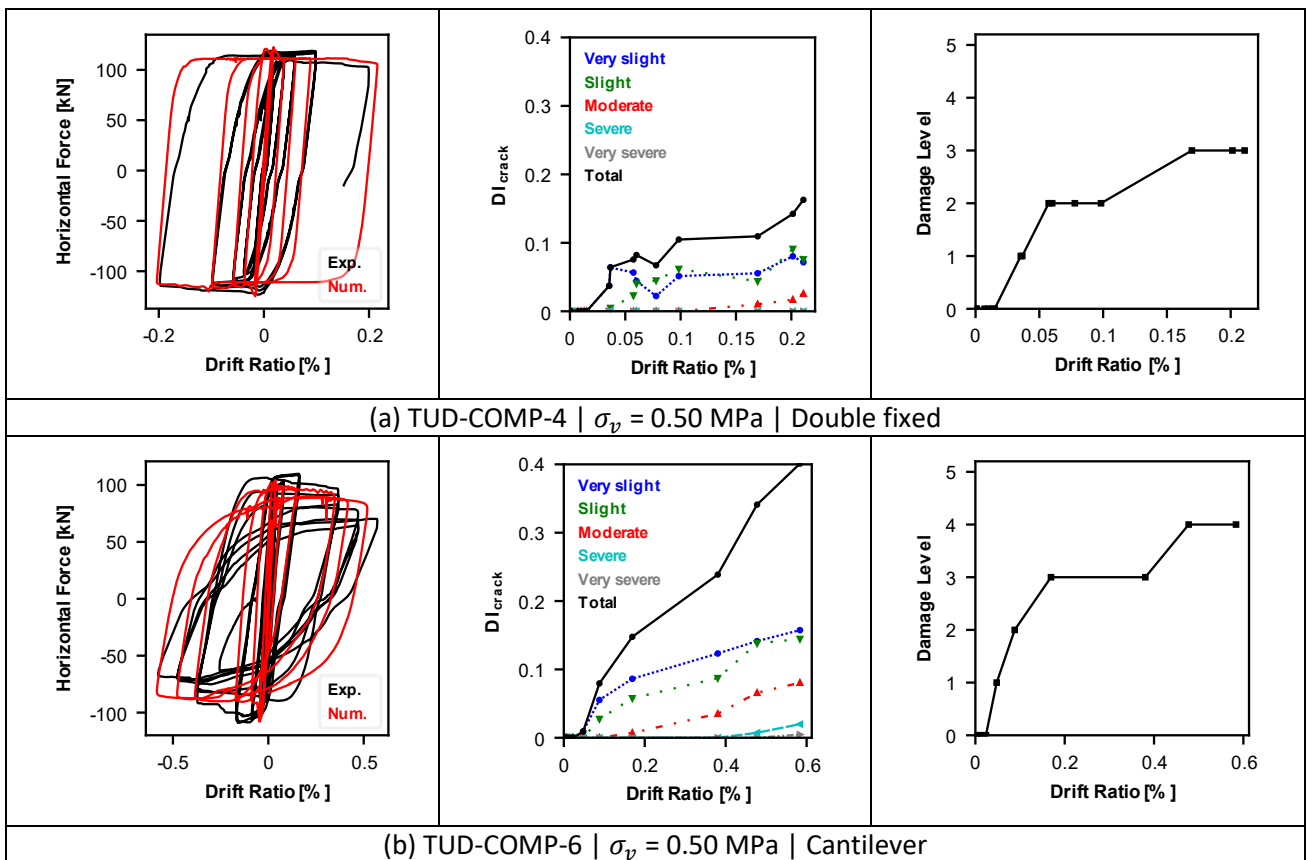 Horizontal Force [kN]
100
50
0
-50
-100
Exp.
Num.
-0.2
0
0.2
Drift Ratio [%]
DIcrack
0.4
0.3
0.2
0.1
0
Very slight
Slight
Moderate
Severe
Very severe
Total
0
0.05
0.1
0.15
0.2
Drift Ratio [%]
Damage Level
5
4
3
2
1
0
0
0.05
0.1
0.15
0.2
Drift Ratio [%]
(a) TUD-COMP-4 | σv = 0.50 MPa | Double fixed
Horizontal Force [kN]
100
50
0
-50
-100
Exp.
Num.
-0.5
0
0.5
Drift Ratio [%]
DIcrack
0.4
0.3
0.2
0.1
0
Very slight
Slight
Moderate
Severe
Very severe
Total
0
0.2
0.4
0.6
Drift Ratio [%]
Damage Level
5
4
3
2
1
0
0
0.2
0.4
0.6
Drift Ratio [%]
(b) TUD-COMP-6 | σv = 0.50 MPa | Cantilever